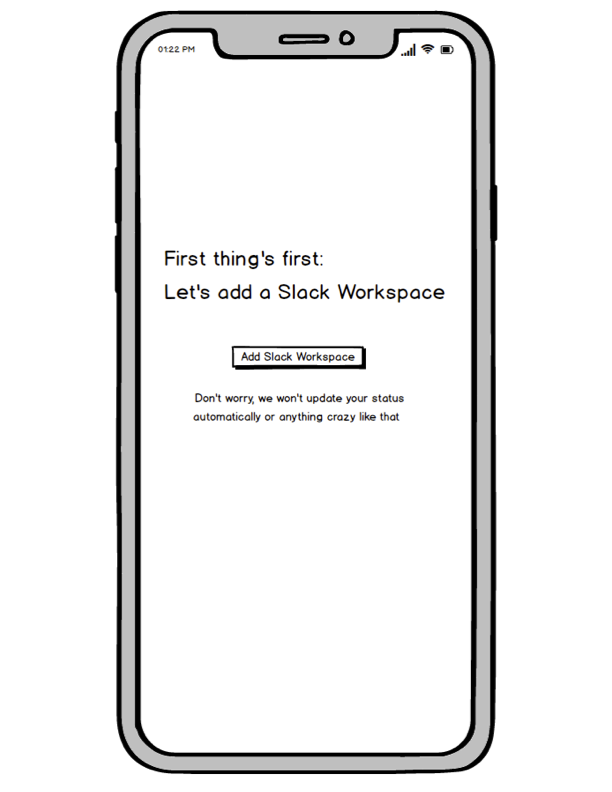 01:22 PM
First thing's first:
Let's add a Slack Workspace
Add Slack Workspace
Don't worry, we won't update your status
automatically or anything crazy like that